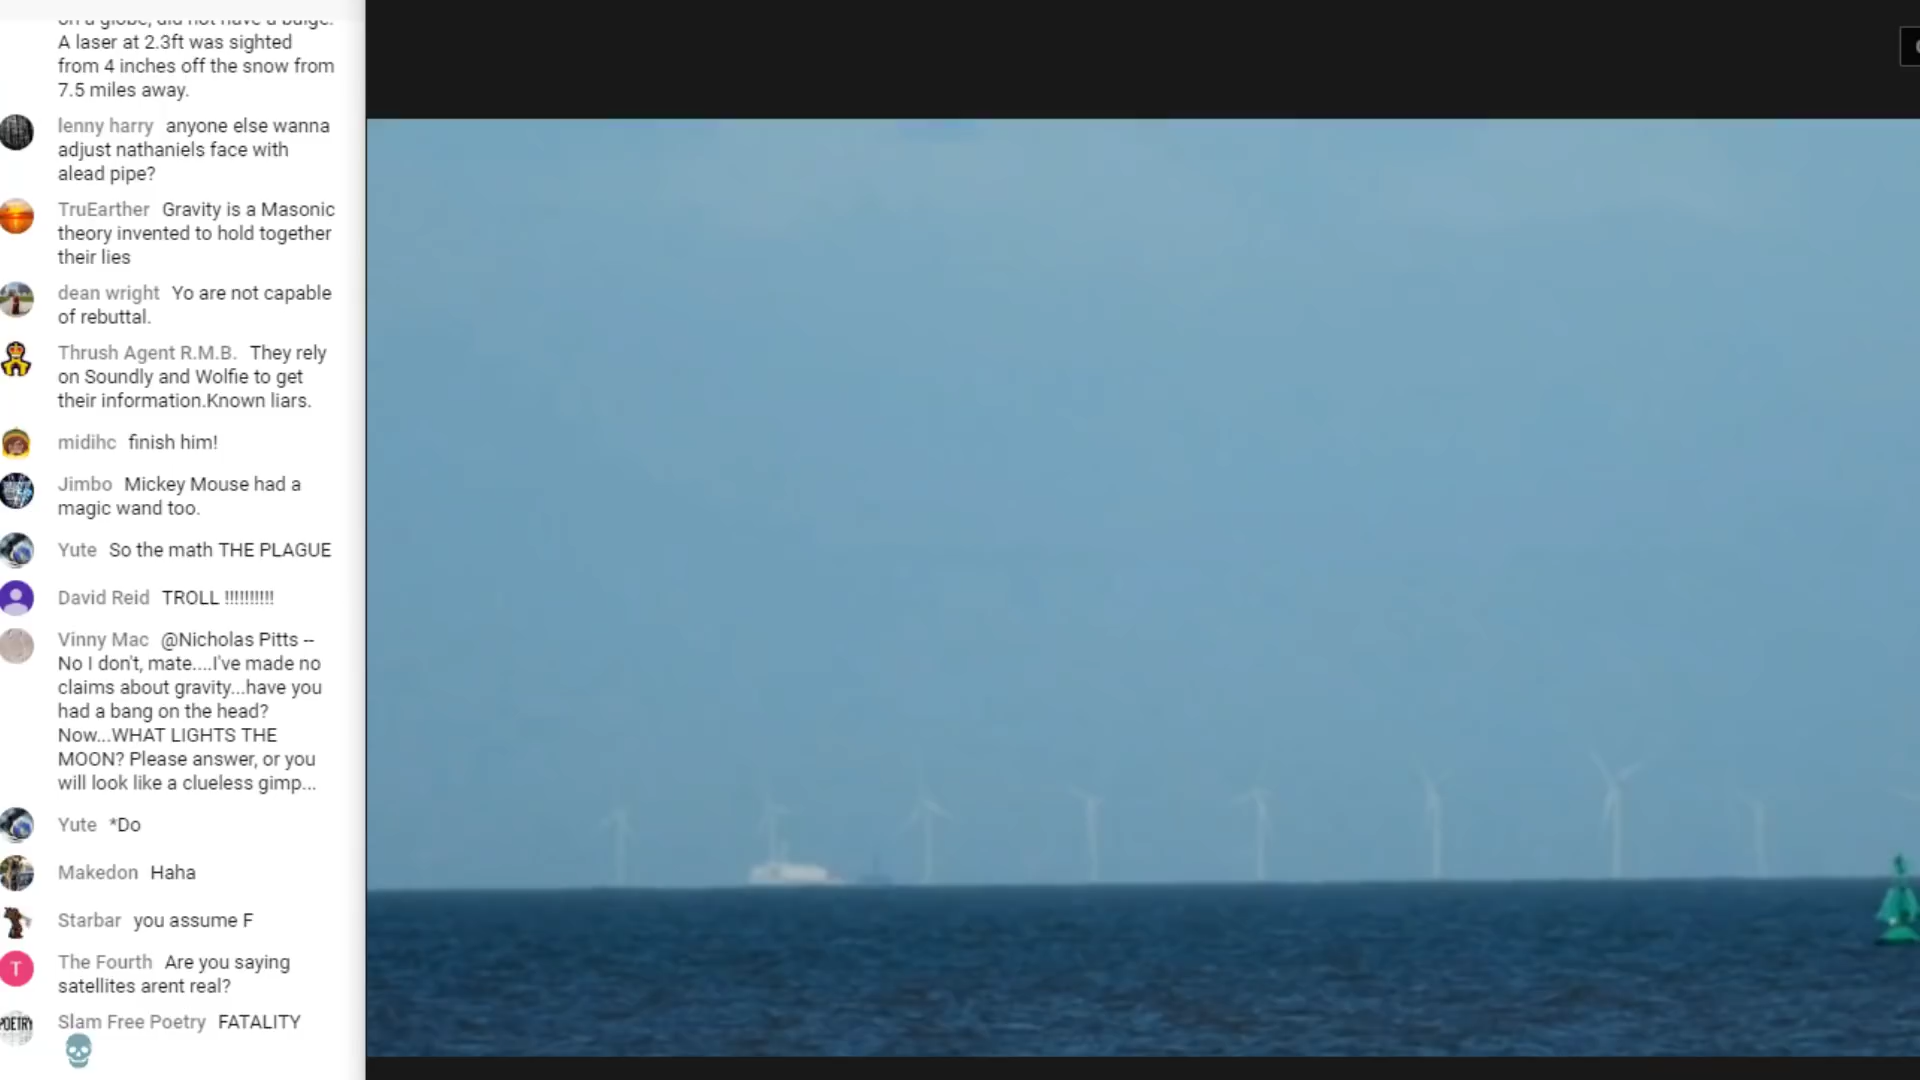 on a globe, did not have a bulge.
A laser at 2.3ft was sighted
from 4 inches off the snow from
7.5 miles away.
lenny harry anyone else wanna
adjust nathaniels face with
alead pipe?
TruEarther Gravity is a Masonic
theory invented to hold together
their lies
dean wright Yo are not capable
of rebuttal.
Thrush Agent R.M.B. They rely
on Soundly and Wolfie to get
their information.Known liars.
midihc finish him!
Jimbo Mickey Mouse had a
magic wand too.
Yute So the math THE PLAGUE
David Reid TROLL !!!!!!!!!!
Vinny Mac @Nicholas Pitts --
No I don't, mate....I've made no
claims about gravity...have you
had a bang on the head?
Now...WHAT LIGHTS THE
MOON? Please answer, or you
will look like a clueless gimp...
Yute *Do
Makedon Haha
Starbar you assume F
T
The Fourth Are you saying
satellites arent real?
POETRY
Slam Free Poetry FATALITY